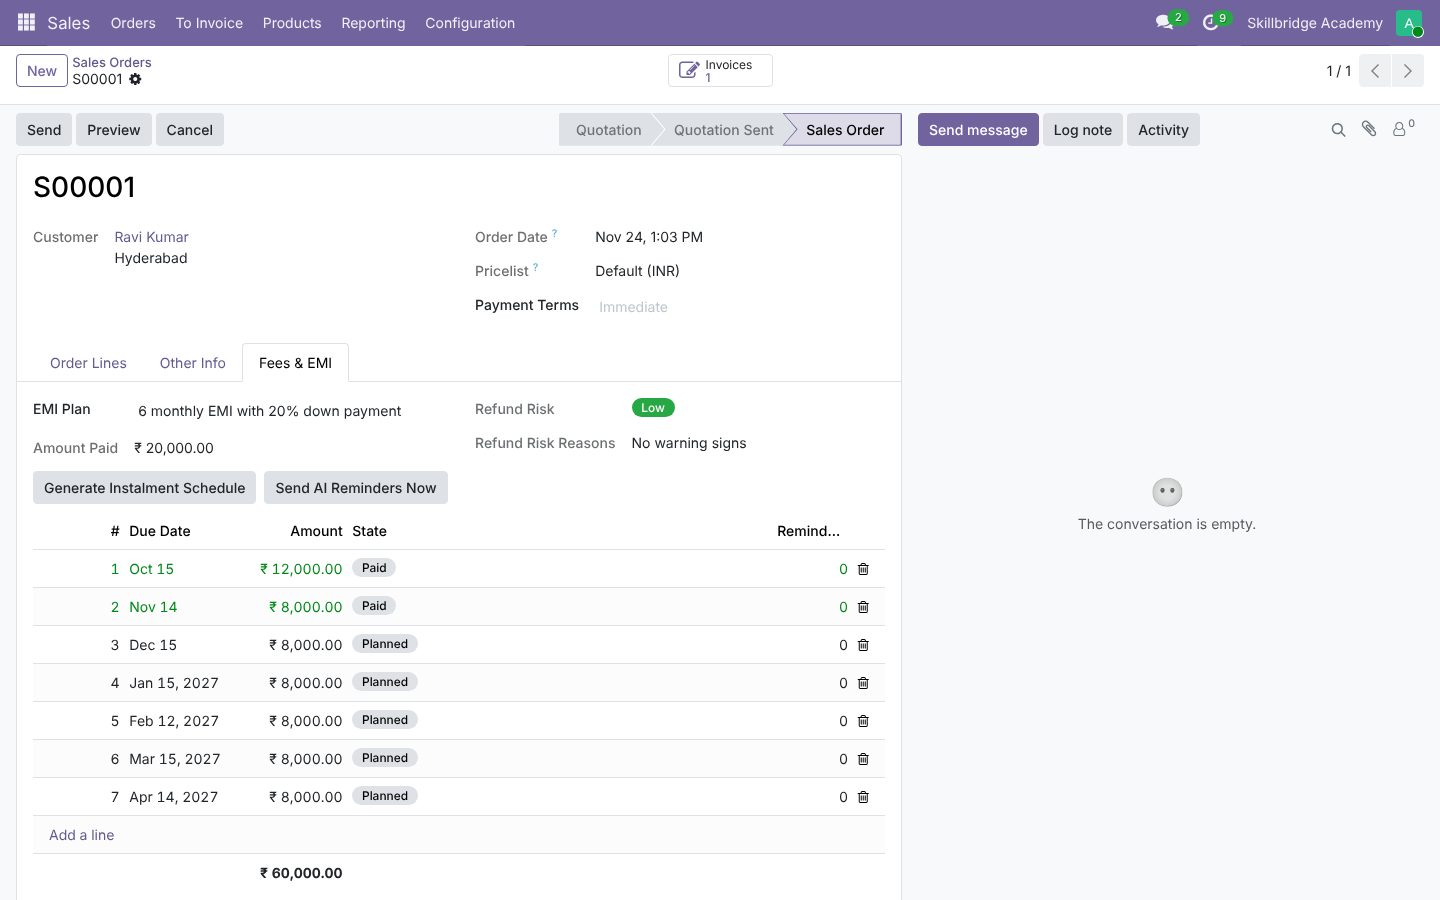 Sales Orders To Invoice Products Reporting Configuration 2 9 Skillbridge Academy A
New Sales Orders Invoices 1 / 1
S00001 1
Send Preview Cancel Quotation Quotation Sent Sales Order Send message Log note Activity 0
S00001
Customer Ravi Kumar Order Date ? Nov 24, 1:03 PM
Hyderabad
Pricelist ? Default (INR)
Payment Terms Immediate
Order Lines Other Info Fees & EMI
EMI Plan 6 monthly EMI with 20% down payment Refund Risk Low
Amount Paid ₹ 20,000.00 Refund Risk Reasons No warning signs
Generate Instalment Schedule Send AI Reminders Now
# Due Date Amount State Remind...
1 Oct 15 ₹ 12,000.00 Paid 0
2 Nov 14 ₹ 8,000.00 Paid 0
3 Dec 15 ₹ 8,000.00 Planned 0
4 Jan 15, 2027 ₹ 8,000.00 Planned 0
5 Feb 12, 2027 ₹ 8,000.00 Planned 0
6 Mar 15, 2027 ₹ 8,000.00 Planned 0
7 Apr 14, 2027 ₹ 8,000.00 Planned 0
Add a line
₹ 60,000.00
The conversation is empty.